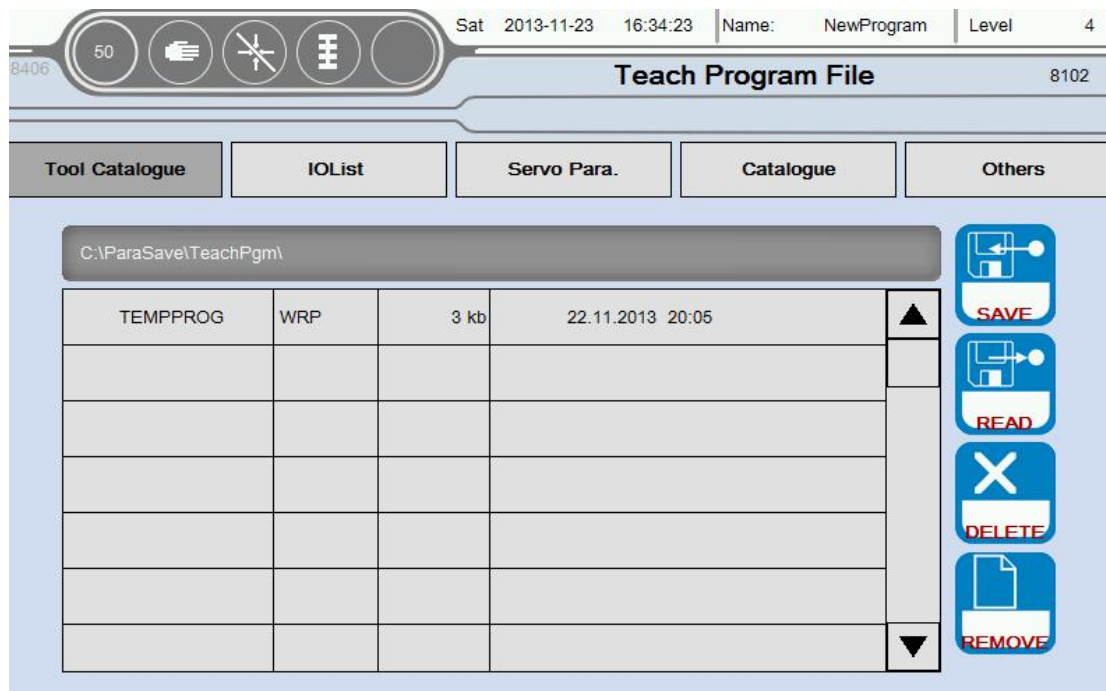 Sat 2013-11-23 16:34:23 Name: NewProgram Level 4
50
8406
Teach Program File 8102
Tool Catalogue IOList Servo Para. Catalogue Others
C:\ParaSave\TeachPgm\
SAVE
TEMPPROG WRP 3 kb 22.11.2013 20:05
READ
DELETE
REMOVE